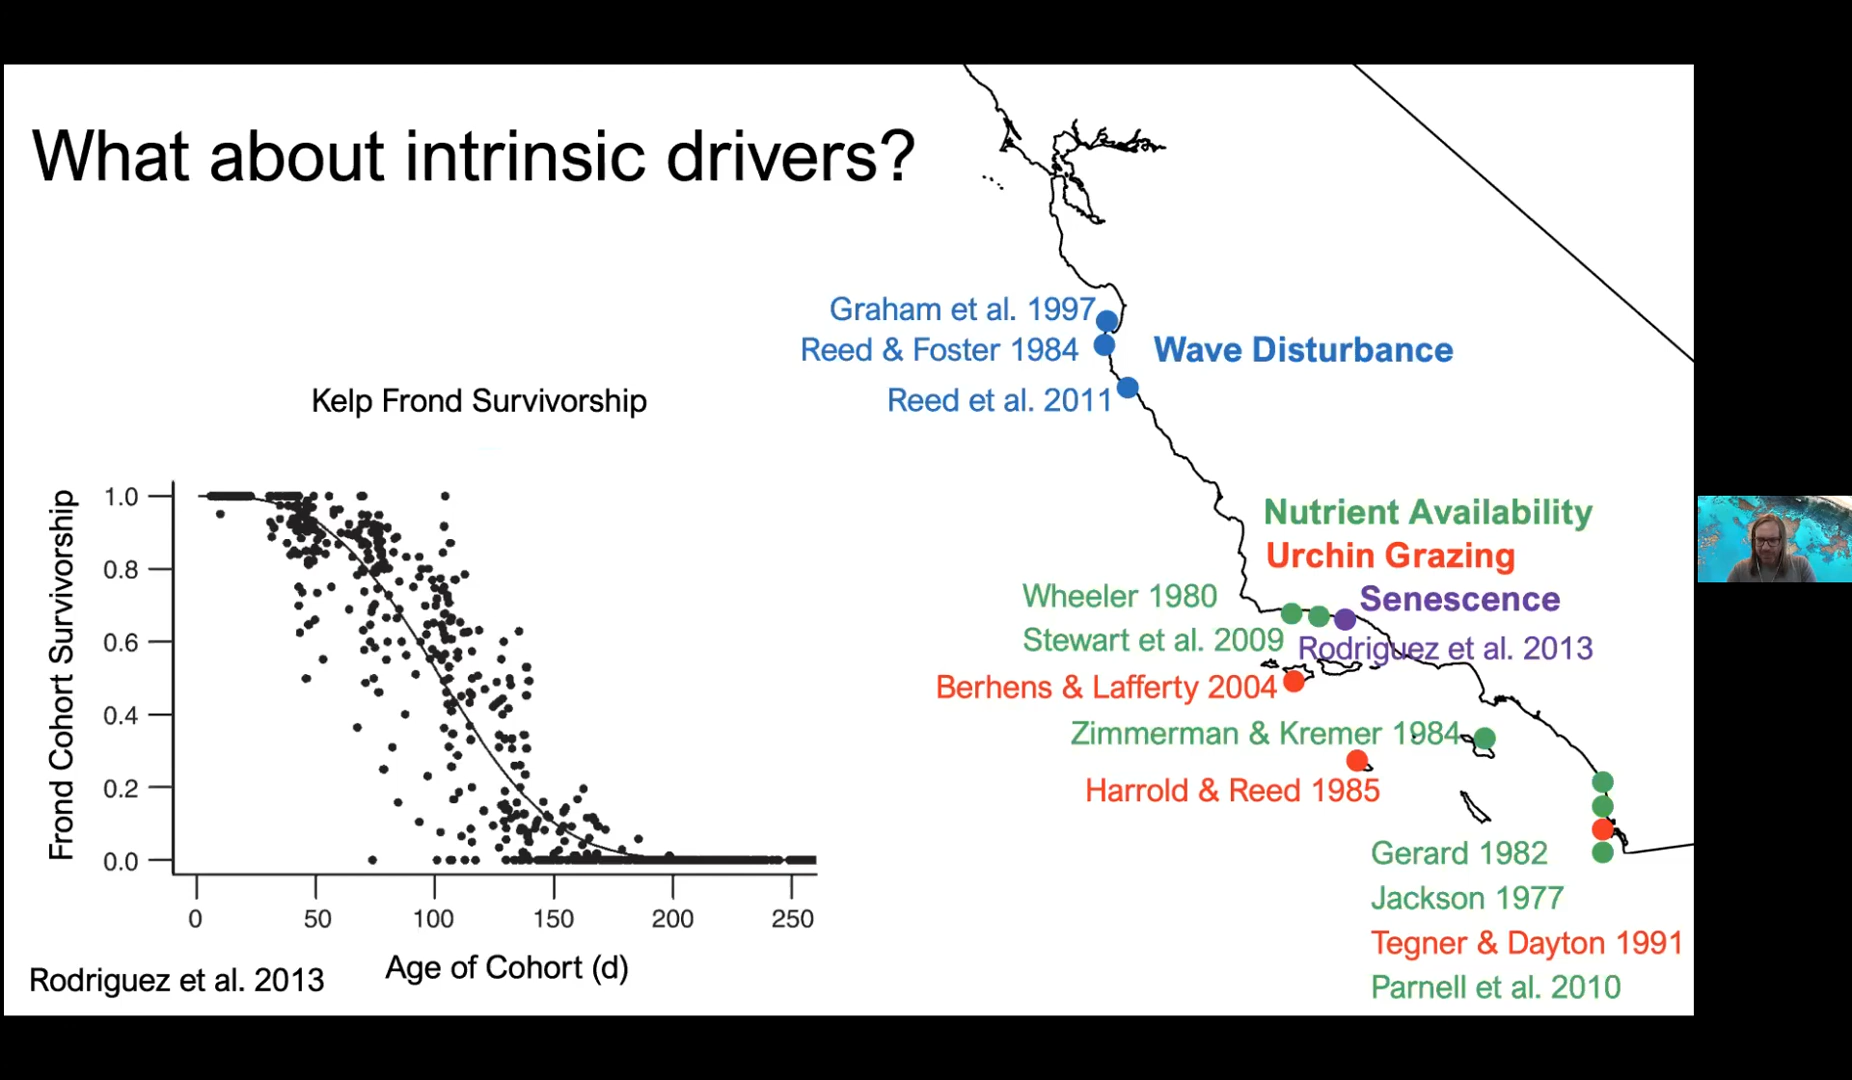 What about intrinsic drivers?
Graham et al. 1997
Reed & Foster 1984
Wave Disturbance
Reed et al. 2011
Kelp Frond Survivorship
Frond Cohort Survivorship
1.0
0.8
0.6
0.4
0.2
0.0
0
50
100
150
200
250
Age of Cohort (d)
Rodriguez et al. 2013
Nutrient Availability
Urchin Grazing
Senescence
Wheeler 1980
Stewart et al. 2009
Rodriguez et al. 2013
Berhens & Lafferty 2004
Zimmerman & Kremer 1984
Harrold & Reed 1985
Gerard 1982
Jackson 1977
Tegner & Dayton 1991
Parnell et al. 2010